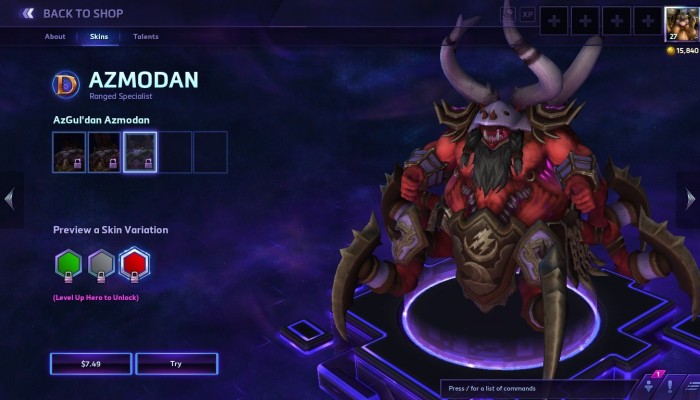 BACK TO SHOP
XP
27
15,840
About
Skins
Talents
AZMODAN
Ranged Specialist
AzGul'dan Azmodan
Preview a Skin Variation
(Level Up Hero to Unlock)
$7.49
Try
Press / for a list of commands
1